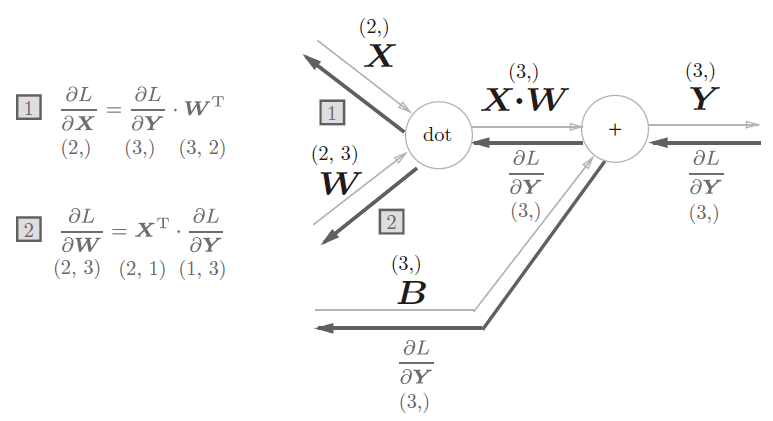 1 ∂L/∂X = ∂L/∂Y · W^T
(2,) (3,) (3, 2)
2 ∂L/∂W = X^T · ∂L/∂Y
(2, 3) (2, 1) (1, 3)
(2,)
X
1
(2, 3)
W
2
dot
(3,)
X·W
∂L/∂Y
(3,)
+
(3,)
Y
∂L/∂Y
(3,)
(3,)
B
∂L/∂Y
(3,)